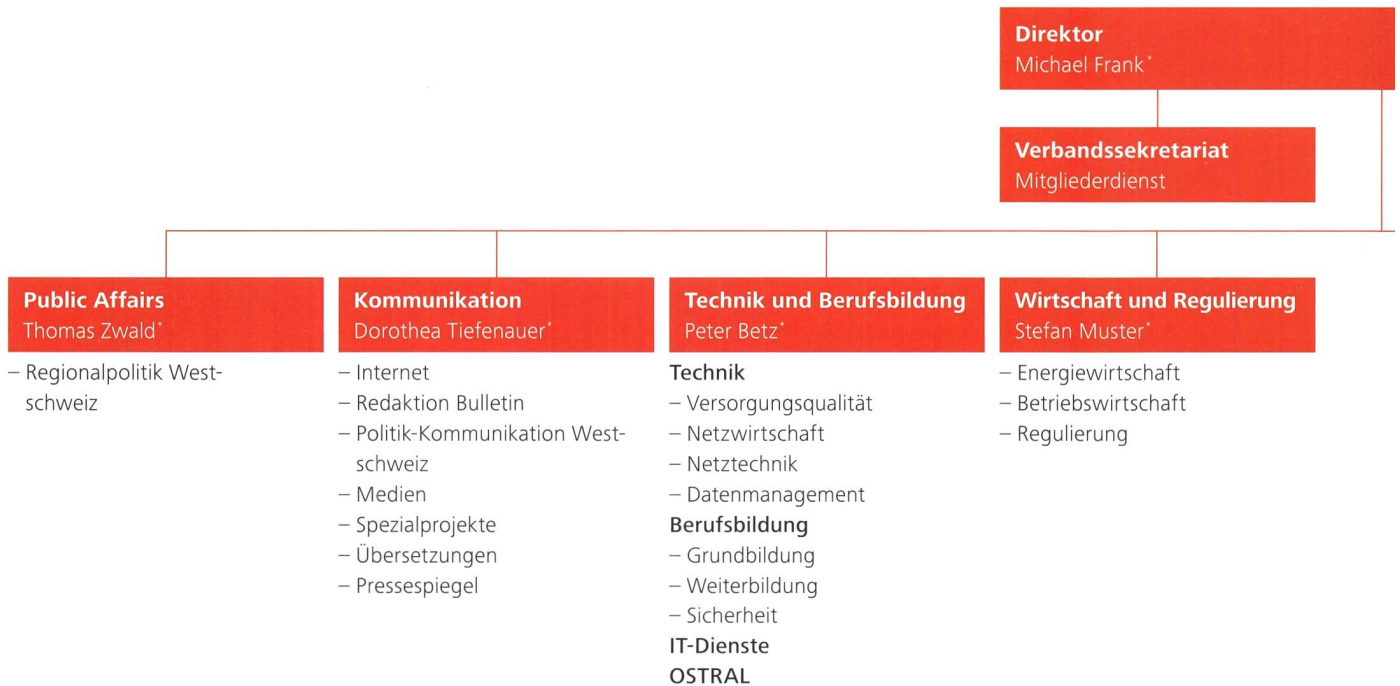 Direktor
Michael Frank*
Verbandssekretariat
Mitgliederdienst
Public Affairs
Thomas Zwald*
– Regionalpolitik West-
schweiz
Kommunikation
Dorothea Tiefenauer*
– Internet
– Redaktion Bulletin
– Politik-Kommunikation West-
schweiz
– Medien
– Spezialprojekte
– Übersetzungen
– Pressespiegel
Technik und Berufsbildung
Peter Betz*
Technik
– Versorgungsqualität
– Netzwirtschaft
– Netztechnik
– Datenmanagement
Berufsbildung
– Grundbildung
– Weiterbildung
– Sicherheit
IT-Dienste
OSTRAL
Wirtschaft und Regulierung
Stefan Muster*
– Energiewirtschaft
– Betriebswirtschaft
– Regulierung